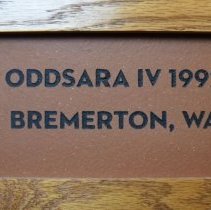 ODDSARA IV 199
BREMERTON, WA